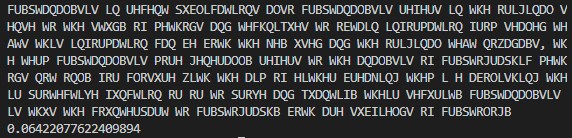 FUBSWDQDOBVLV LQ UHFHQW SXEOLFDWLRQV DOVR FUBSWDQDOBVLV UHIHUV LQ WKH RULJLQDO V
HQVH WR WKH VWXGB RI PHWKRGV DQG WHFKQLTXHV WR REWDLQ LQIRUPDWLRQ IURP VHDOHG WH
AWV WKLV LQIRUPDWLRQ FDQ EH ERWK WKH NHB XVHG DQG WKH RULJLQDO WHAW QRZDGDBV, WK
H WHUP FUBSWDQDOBVLV PRUH JHQHUDOOB UHIHUV WR WKH DQDOBVLV RI FUBSWRJUDSKLF PHWK
RGV QRW RQOB IRU FORVXUH ZLWK WKH DLP RI HLWKHU EUHDNLQJ WKHP L H DEROLVKLQJ WKH
LU SURWHFWLYH IXQFWLRQ RU RU WR SURYH DQG TXDQWLIB WKHLU VHFXULWB FUBSWDQDOBVLV
LV WKXV WKH FRXQWHUSDUW WR FUBSWRJUDSKB ERWK DUH VXEILHOGV RI FUBSWRORJB
0.06422077622409894